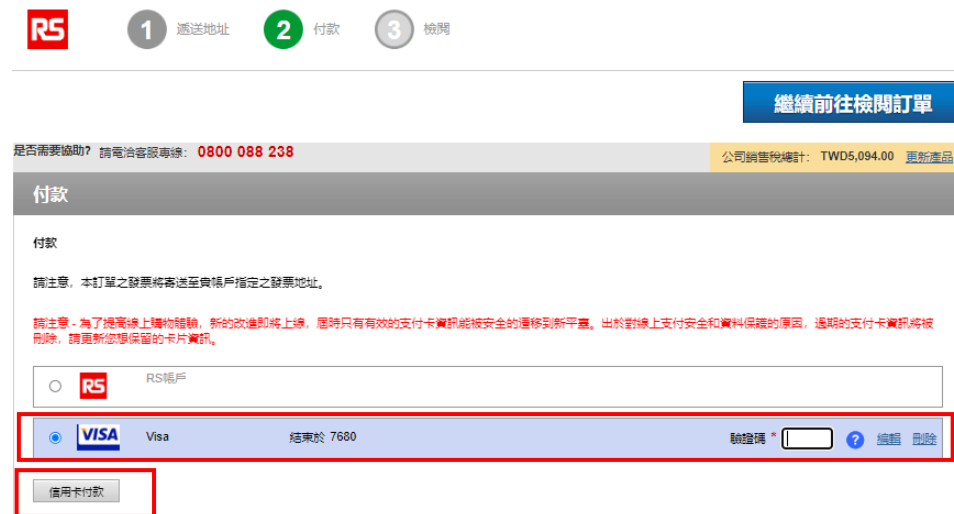 RS 1 遞送地址 2 付款 3 檢閱
繼續前往檢閱訂單
是否需要協助? 請電洽客服專線: 0800 088 238
公司銷售稅總計: TWD5,094.00 更新產品
付款
付款
請注意，本訂單之發票將寄送至貴帳戶指定之發票地址。
請注意 - 為了提高線上購物體驗，新的改進即將上線，屆時只有有效的支付卡資訊能被安全的遷移到新平臺。出於對線上支付安全和資料保護的原因，過期的支付卡資訊將被
刪除，請更新您想保留的卡片資訊。
RS RS帳戶
VISA Visa 結束於 7680 驗證碼 * ? 編輯 刪除
信用卡付款